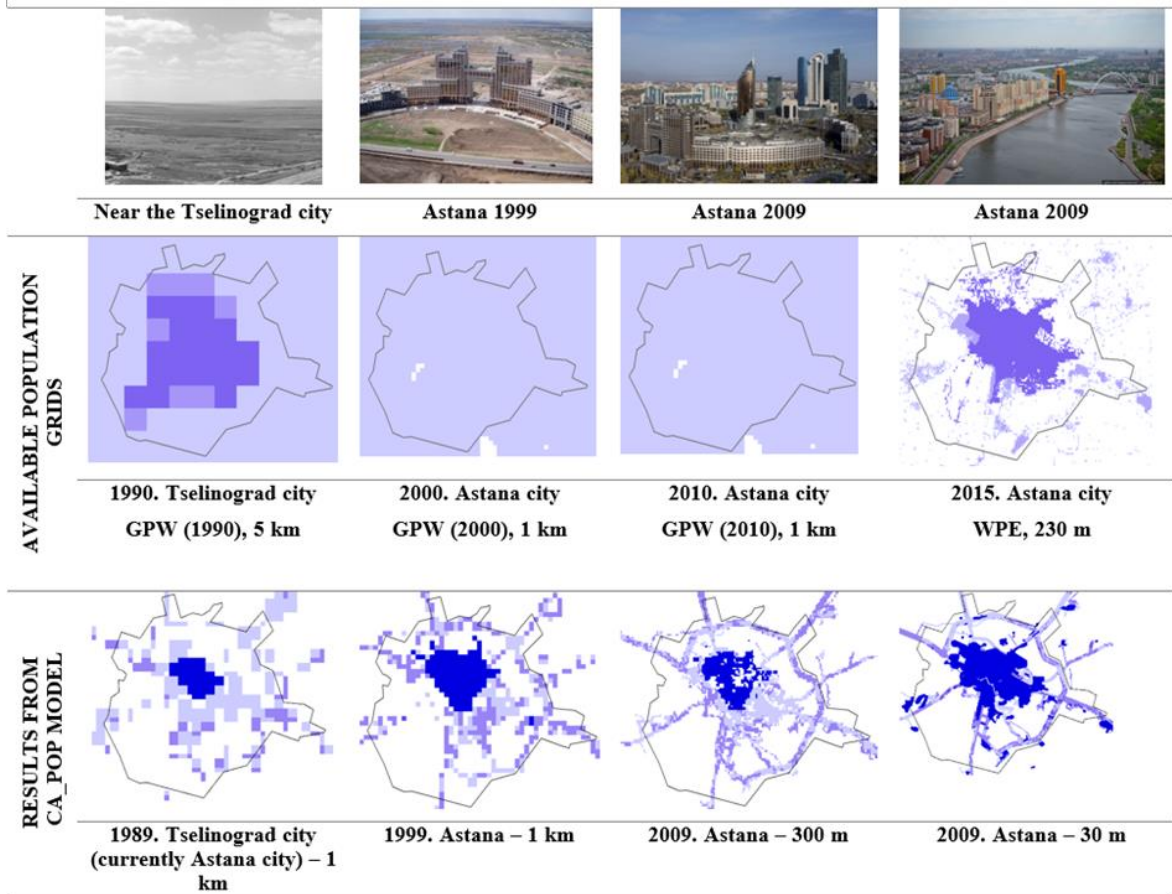 Near the Tselinograd city
Astana 1999
Astana 2009
Astana 2009
AVAILABLE POPULATION
GRIDS
1990. Tselinograd city
GPW (1990), 5 km
2000. Astana city
GPW (2000), 1 km
2010. Astana city
GPW (2010), 1 km
2015. Astana city
WPE, 230 m
RESULTS FROM
CA_POP MODEL
1989. Tselinograd city
(currently Astana city) – 1
km
1999. Astana – 1 km
2009. Astana – 300 m
2009. Astana – 30 m